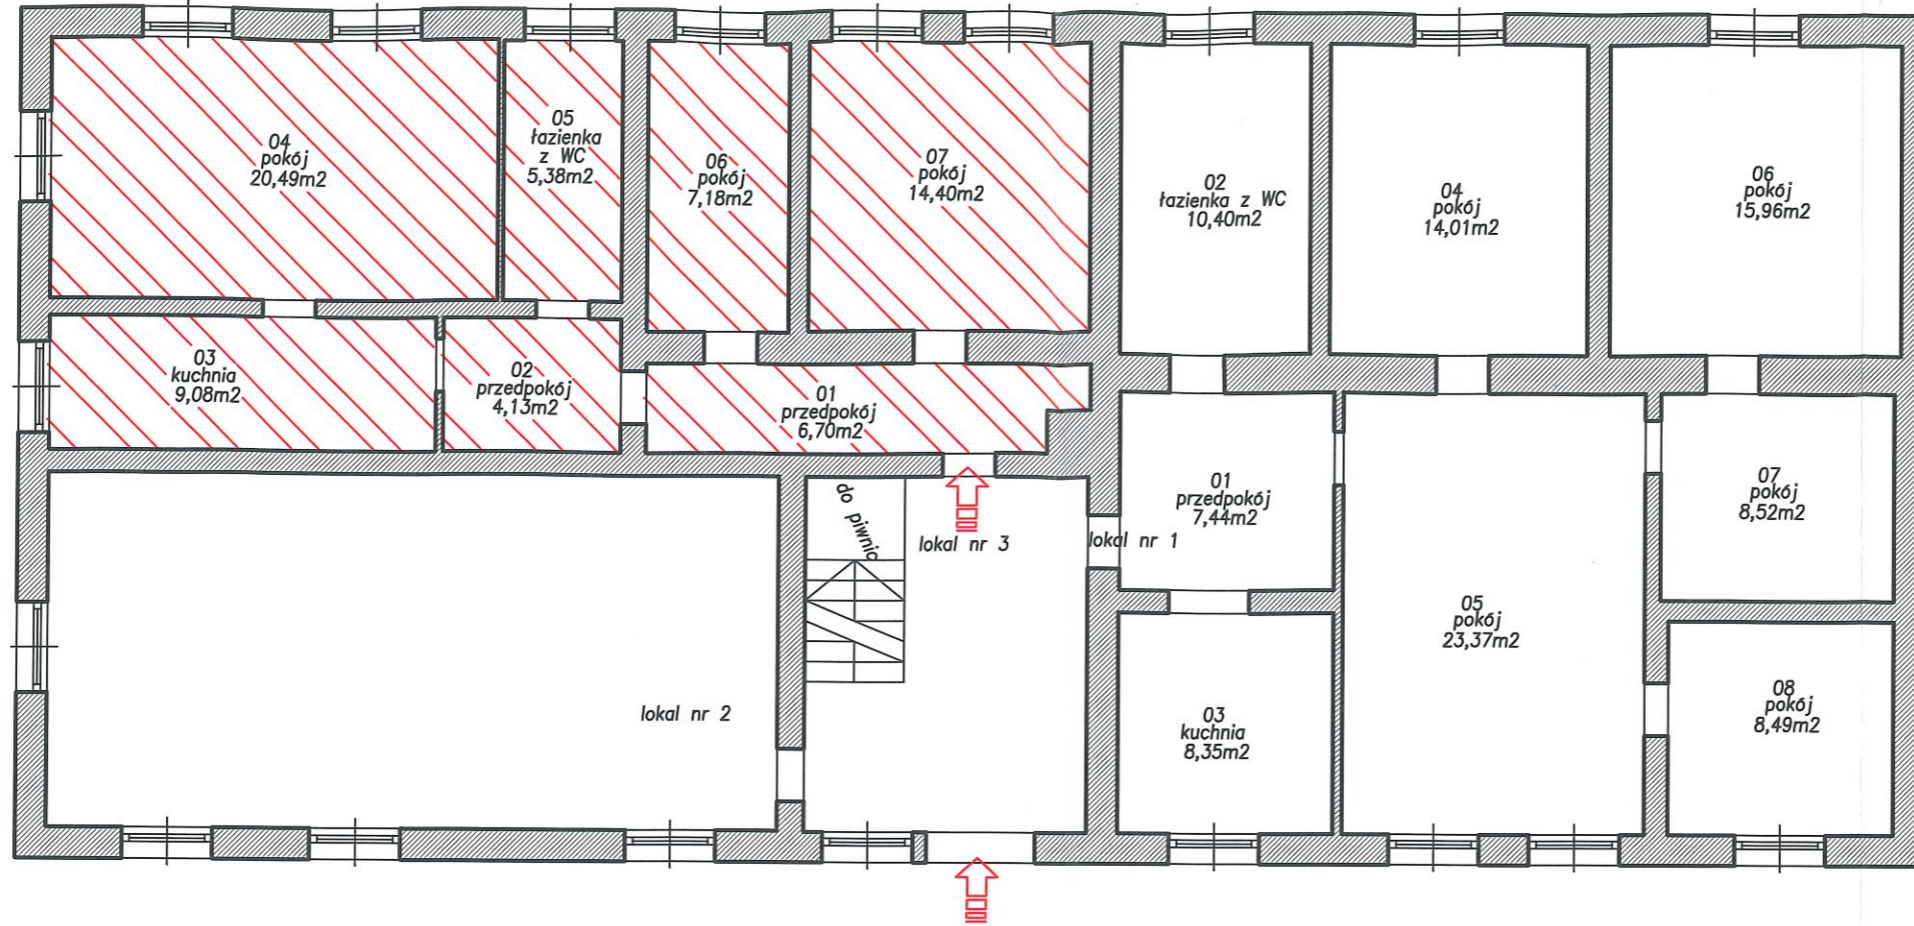 04
pokój
20,49m2
05
łazienka
z WC
5,38m2
06
pokój
7,18m2
07
pokój
14,40m2
02
łazienka z WC
10,40m2
04
pokój
14,01m2
06
pokój
15,96m2
03
kuchnia
9,08m2
02
przedpokój
4,13m2
01
przedpokój
6,70m2
01
przedpokój
7,44m2
07
pokój
8,52m2
do piwnic
lokal nr 3
lokal nr 1
05
pokój
23,37m2
lokal nr 2
03
kuchnia
8,35m2
08
pokój
8,49m2